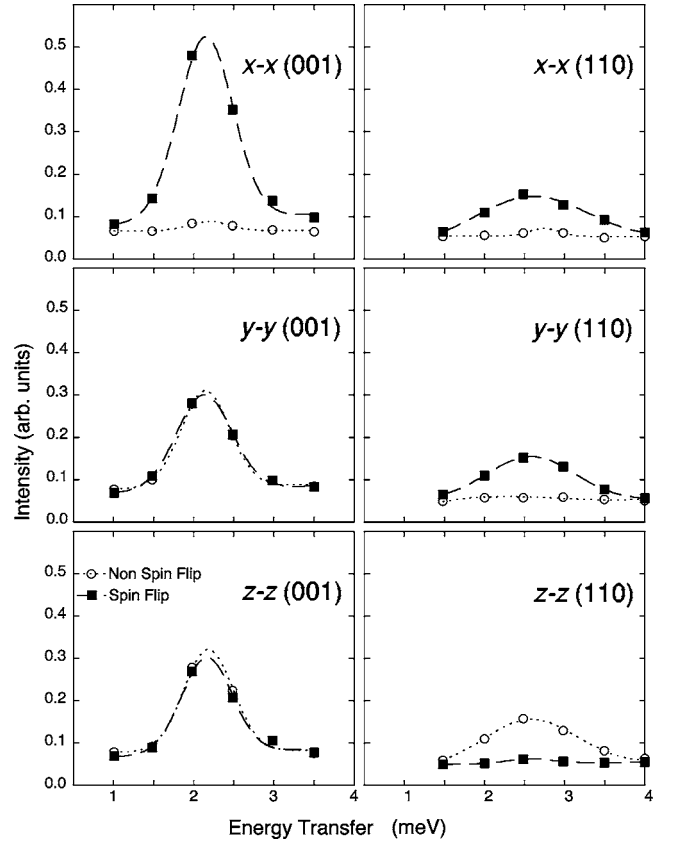 0.5
0.4
0.3
0.2
0.1
0.0
x-x (001)
x-x (110)
0.5
0.4
0.3
0.2
0.1
0.0
y-y (001)
y-y (110)
Intensity (arb. units)
0.5
0.4
0.3
0.2
0.1
0.0
Non Spin Flip
Spin Flip
z-z (001)
z-z (110)
1 2 3 4
1 2 3 4
Energy Transfer (meV)